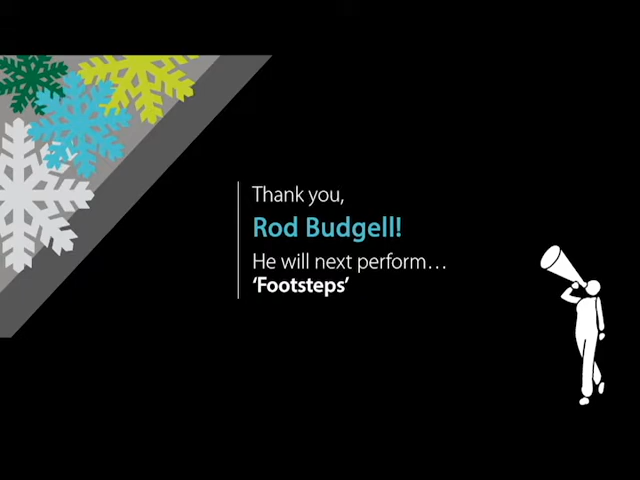 Thank you,
Rod Budgell!
He will next perform…
‘Footsteps’